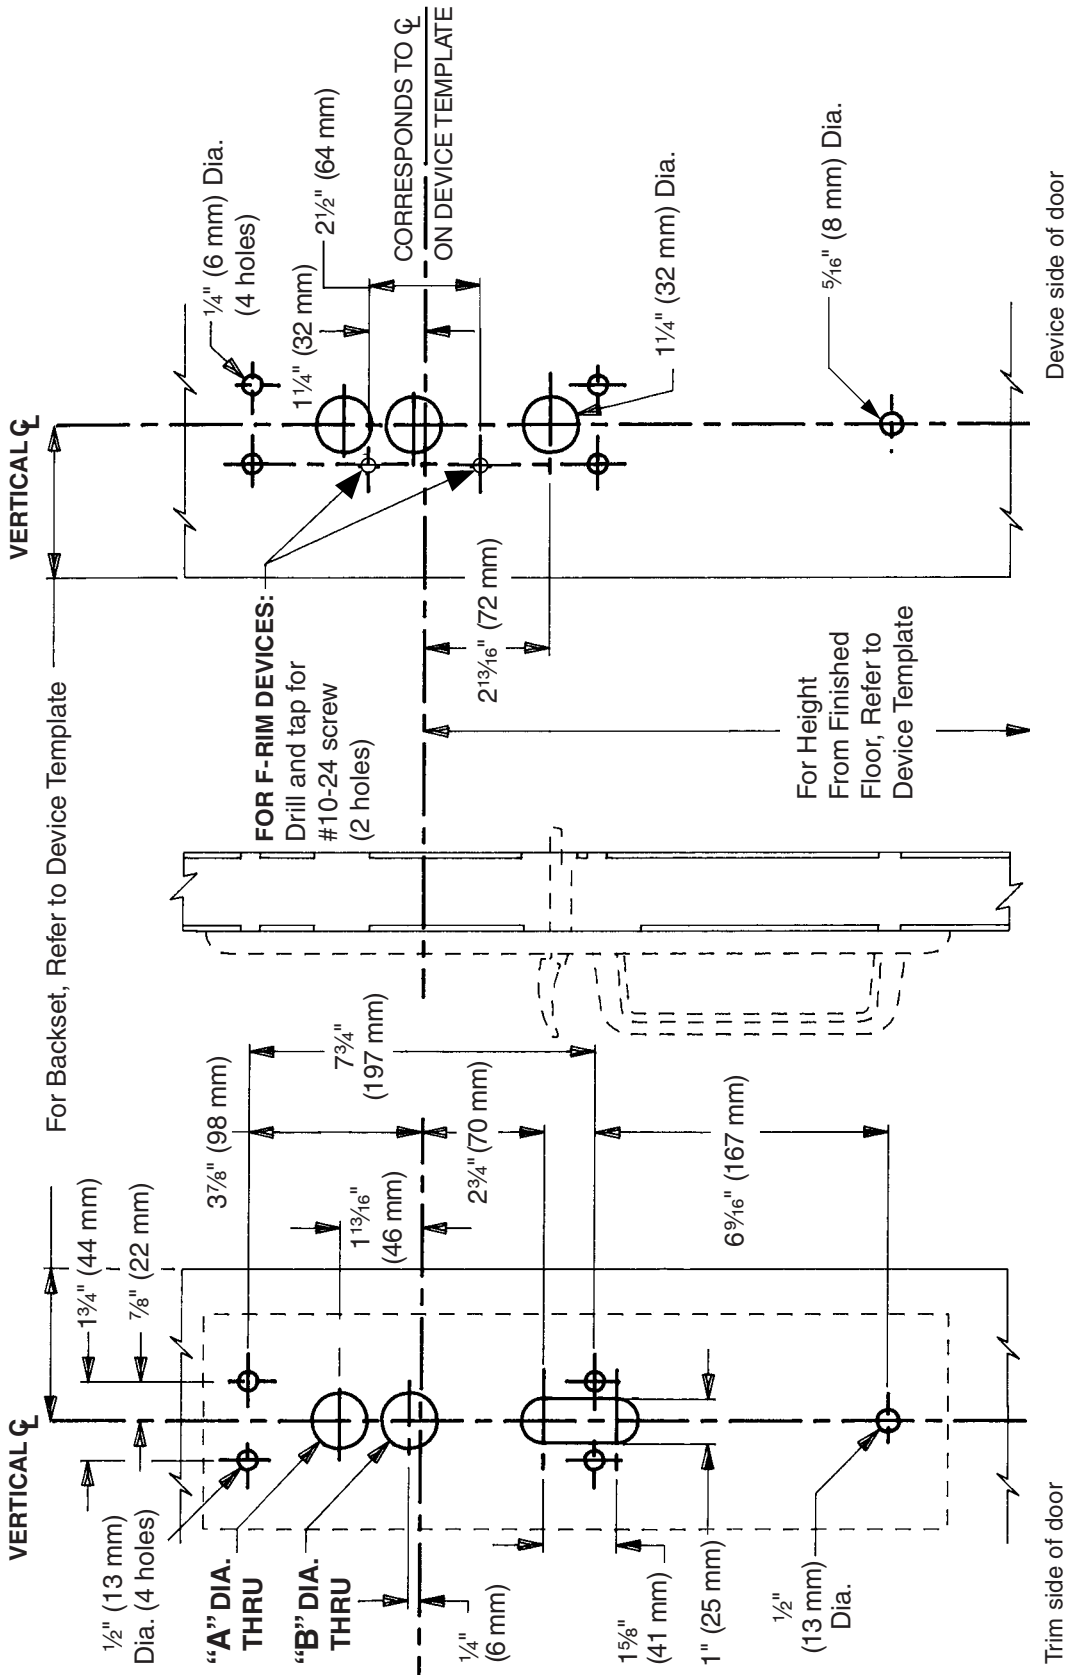 VERTICAL ℄
For Backset, Refer to Device Template
1¾" (44 mm)
⅞" (22 mm)
½" (13 mm)
Dia. (4 holes)
"A" DIA.
THRU
"B" DIA.
THRU
¼"
(6 mm)
1⅝"
(41 mm)
1" (25 mm)
½"
(13 mm)
Dia.
3⅞" (98 mm)
7¾"
(197 mm)
1¹³⁄₁₆"
(46 mm)
2¾" (70 mm)
6⁹⁄₁₆" (167 mm)
Trim side of door
VERTICAL ℄
FOR F-RIM DEVICES:
Drill and tap for
#10-24 screw
(2 holes)
2¹³⁄₁₆" (72 mm)
For Height
From Finished
Floor, Refer to
Device Template
¼" (6 mm) Dia.
(4 holes)
1¼" (32 mm)
2½" (64 mm)
CORRESPONDS TO ℄
ON DEVICE TEMPLATE
1¼" (32 mm) Dia.
⁵⁄₁₆" (8 mm) Dia.
Device side of door